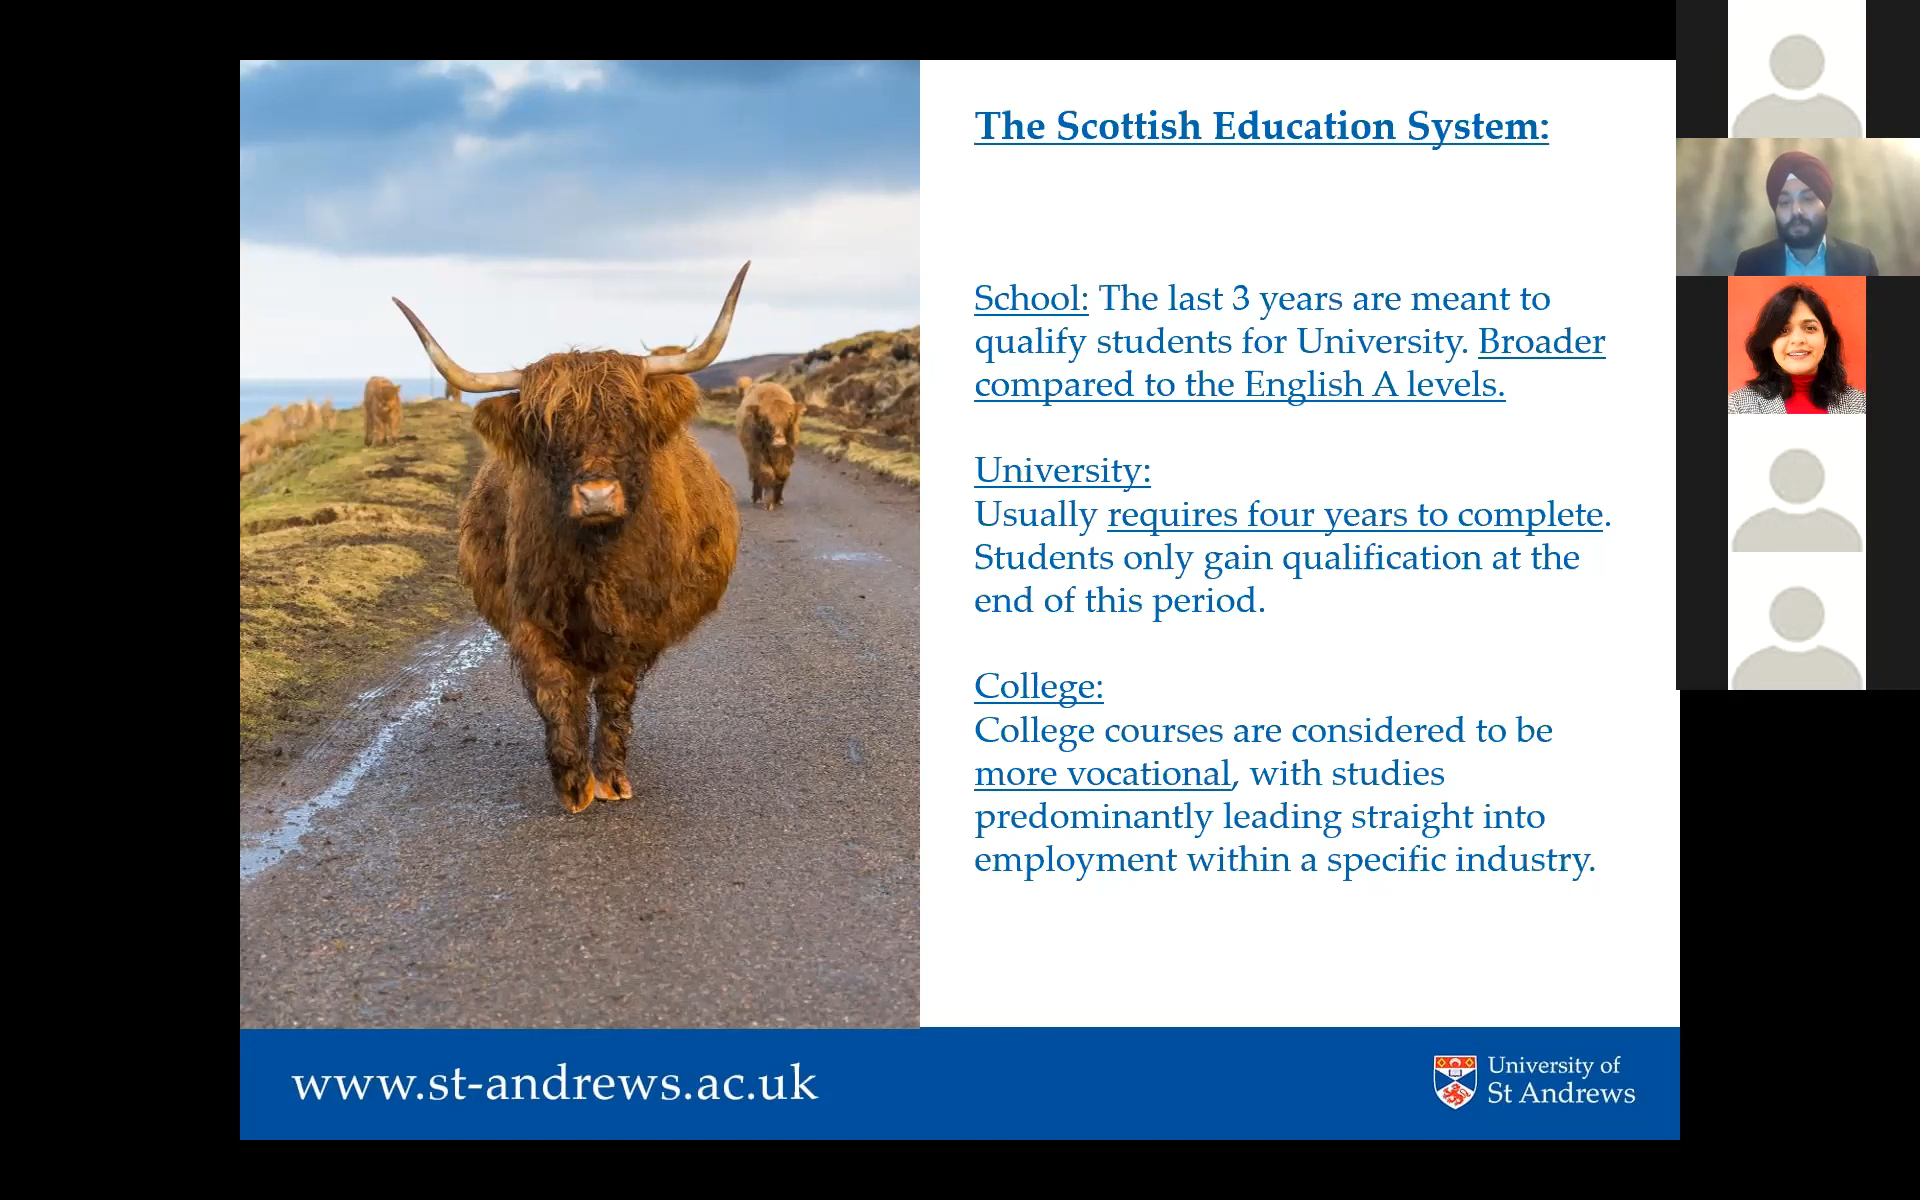 The Scottish Education System:
School: The last 3 years are meant to
qualify students for University. Broader
compared to the English A levels.
University:
Usually requires four years to complete.
Students only gain qualification at the
end of this period.
College:
College courses are considered to be
more vocational, with studies
predominantly leading straight into
employment within a specific industry.
www.st-andrews.ac.uk
University of
St Andrews